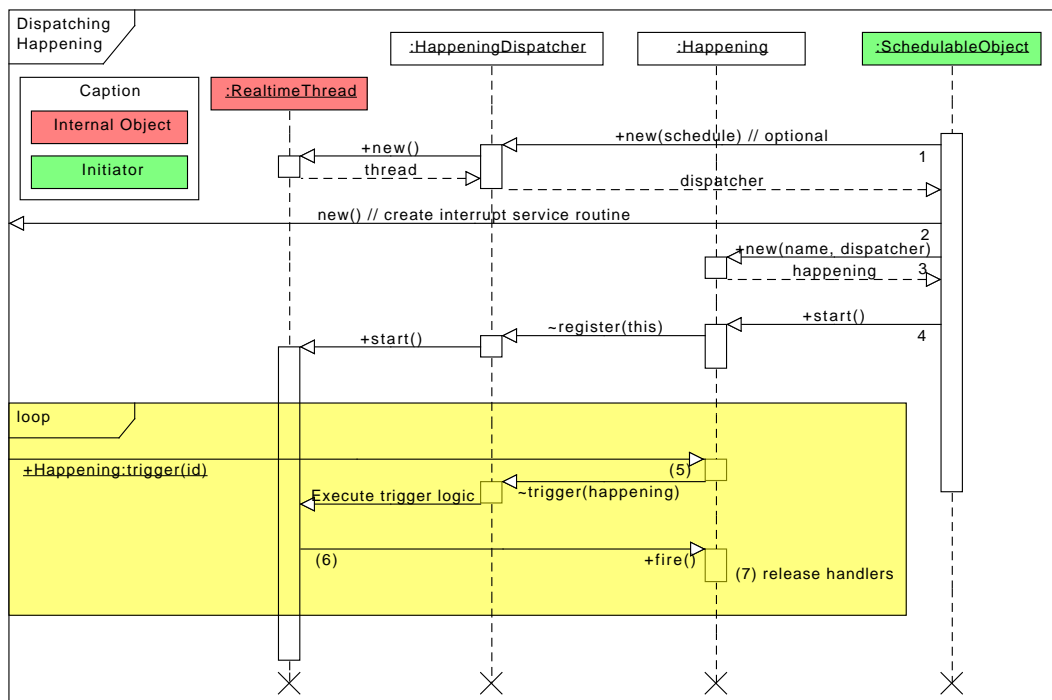 Dispatching
Happening
:HappeningDispatcher
:Happening
:SchedulableObject
Caption
Internal Object
Initiator
:RealtimeThread
+new(schedule) // optional
1
+new()
thread
dispatcher
new() // create interrupt service routine
2
+new(name, dispatcher)
happening
3
+start()
~register(this)
+start()
4
loop
+Happening:trigger(id)
(5)
~trigger(happening)
Execute trigger logic
(6)
+fire()
(7) release handlers